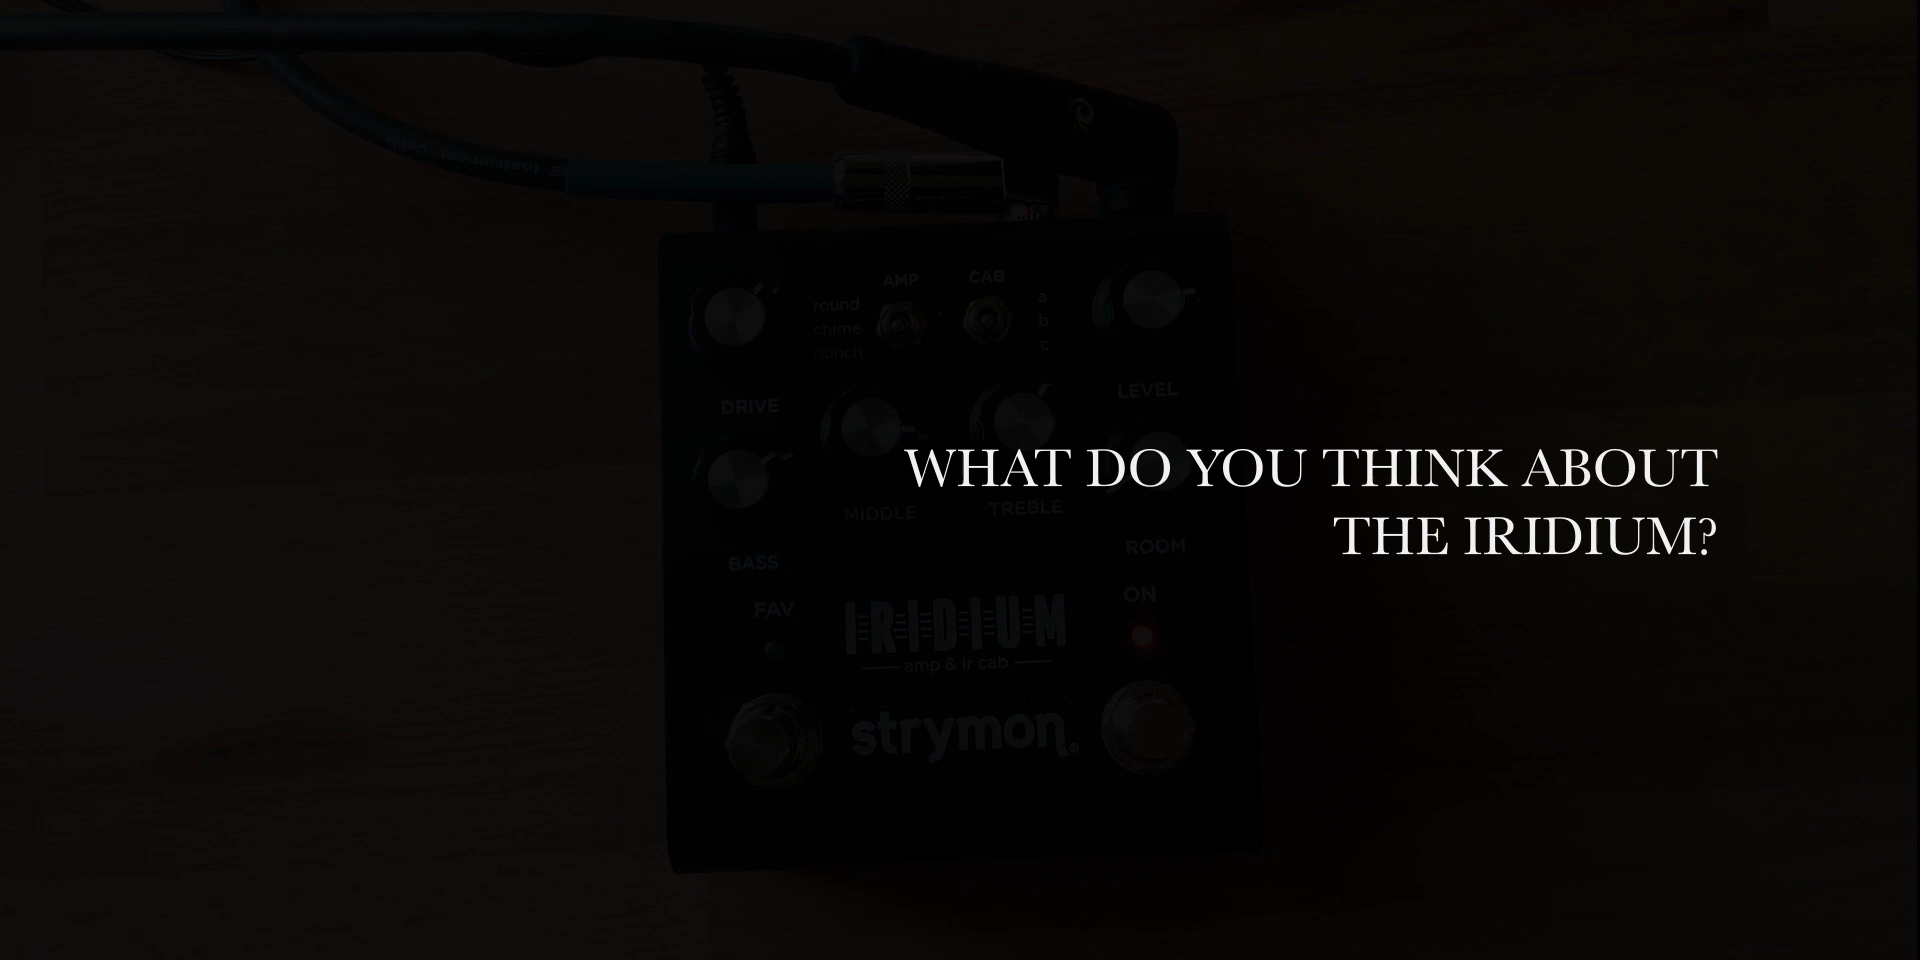 AMP CAB
round a
chime b
punch c
DRIVE LEVEL
WHAT DO YOU THINK ABOUT
THE IRIDIUM?
MIDDLE TREBLE
BASS ROOM
FAV ON
IRIDIUM
amp & ir cab
strymon®